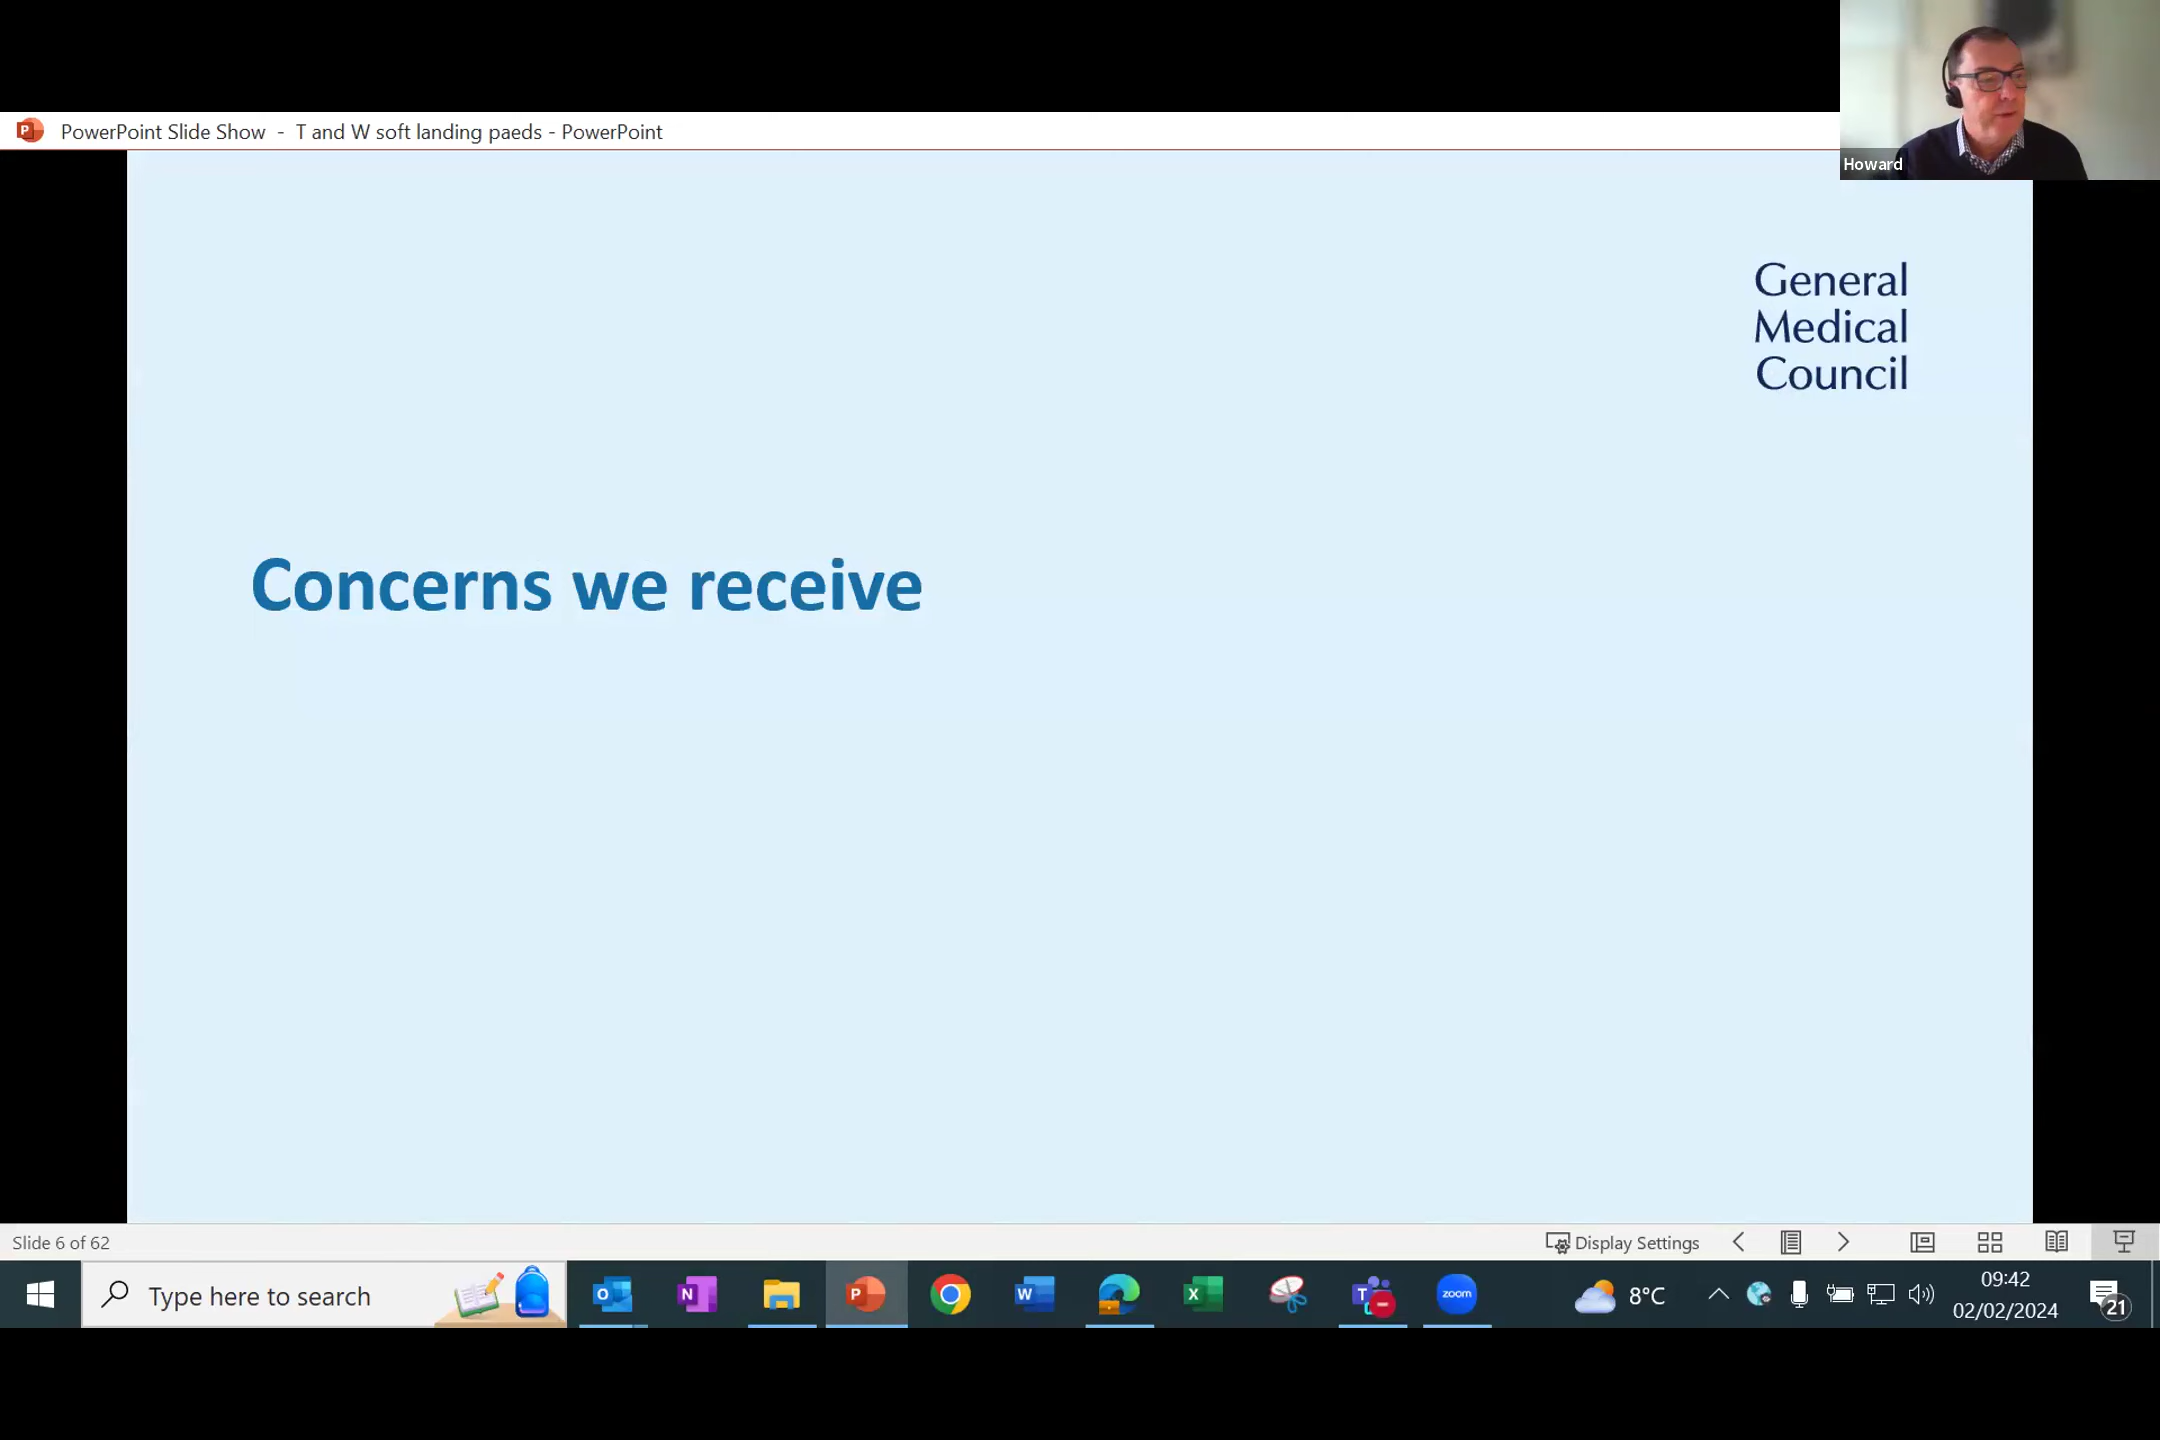 PowerPoint Slide Show - T and W soft landing paeds - PowerPoint
Howard
General
Medical
Council
Concerns we receive
Slide 6 of 62
Display Settings
Type here to search
zoom
8°C
09:42
02/02/2024
21